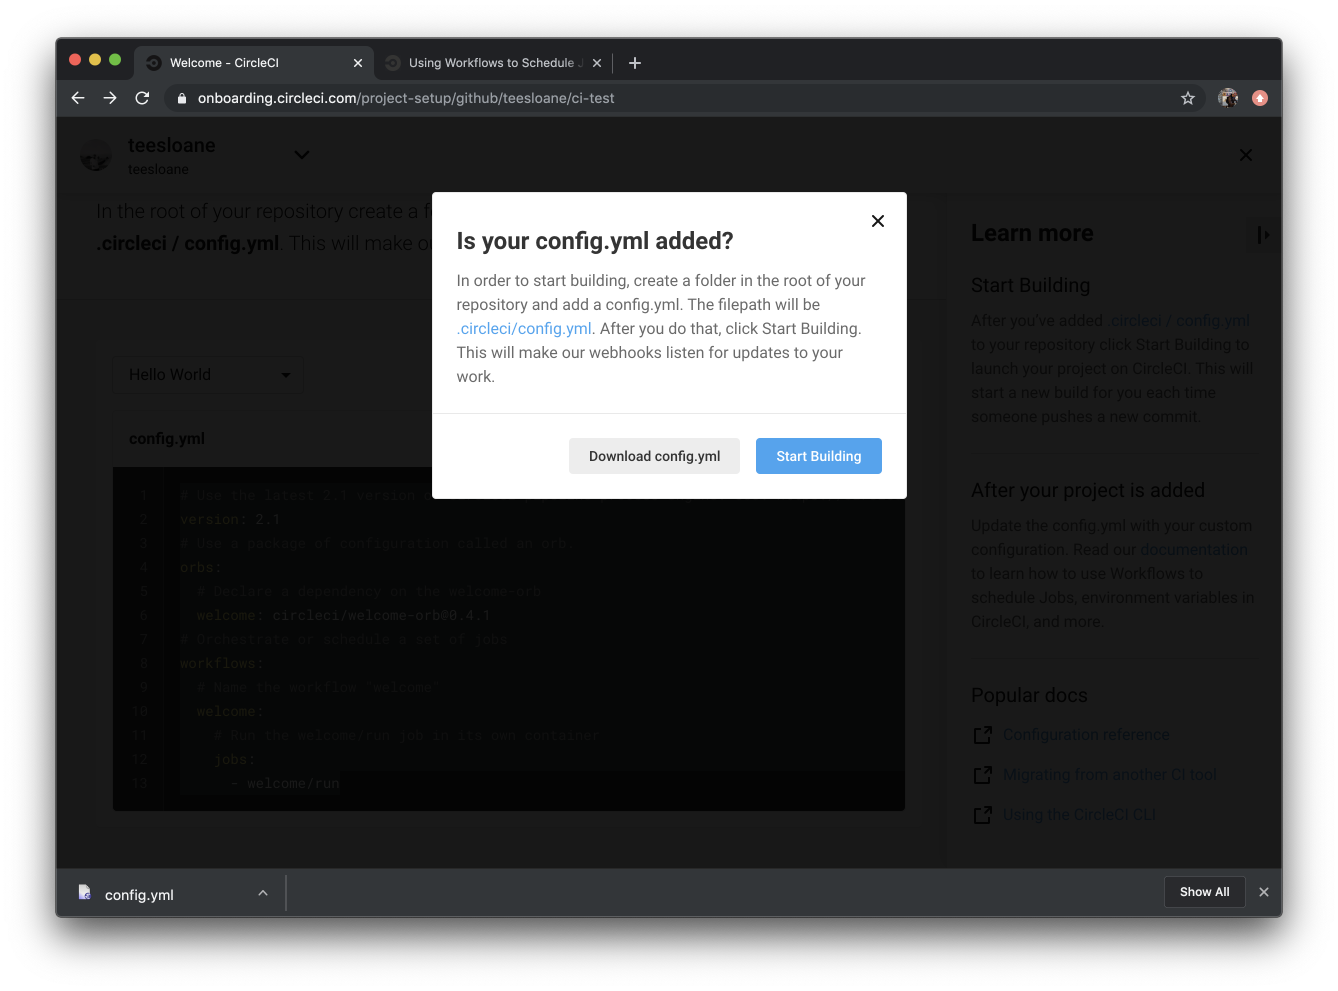 Welcome - CircleCI
Using Workflows to Schedule
onboarding.circleci.com/project-setup/github/teesloane/ci-test
teesloane
teesloane
In the root of your repository create a f
.circleci / config.yml. This will make o
Hello World
config.yml
1 # Use the latest 2.1 version
2 version: 2.1
3 # Use a package of configuration called an orb.
4 orbs:
5 # Declare a dependency on the welcome-orb
6 welcome: circleci/welcome-orb@0.4.1
7 # Orchestrate or schedule a set of jobs
8 workflows:
9 # Name the workflow "welcome"
10 welcome:
11 # Run the welcome/run job in its own container
12 jobs:
13 - welcome/run
Is your config.yml added?
In order to start building, create a folder in the root of your
repository and add a config.yml. The filepath will be
.circleci/config.yml. After you do that, click Start Building.
This will make our webhooks listen for updates to your
work.
Download config.yml
Start Building
Learn more
Start Building
After you've added .circleci / config.yml
to your repository click Start Building to
launch your project on CircleCI. This will
start a new build for you each time
someone pushes a new commit.
After your project is added
Update the config.yml with your custom
configuration. Read our documentation
to learn how to use Workflows to
schedule Jobs, environment variables in
CircleCI, and more.
Popular docs
Configuration reference
Migrating from another CI tool
Using the CircleCI CLI
config.yml
Show All